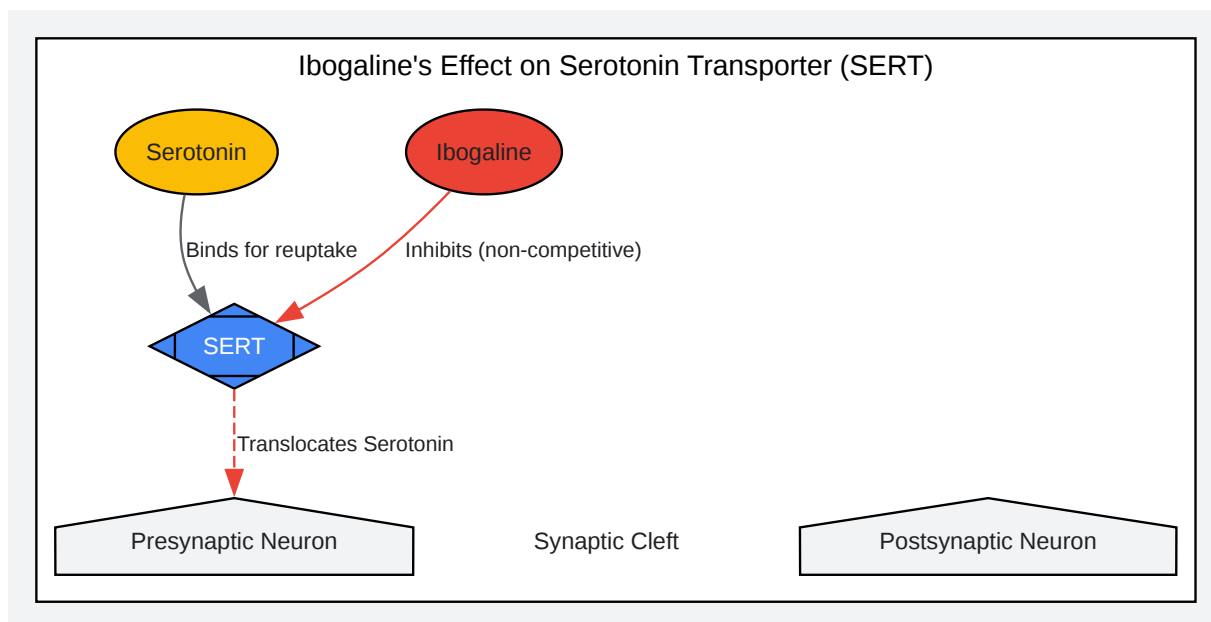 Ibogaline's Effect on Serotonin Transporter (SERT)
Serotonin
Ibogaline
Binds for reuptake
Inhibits (non-competitive)
SERT
Translocates Serotonin
Presynaptic Neuron
Synaptic Cleft
Postsynaptic Neuron